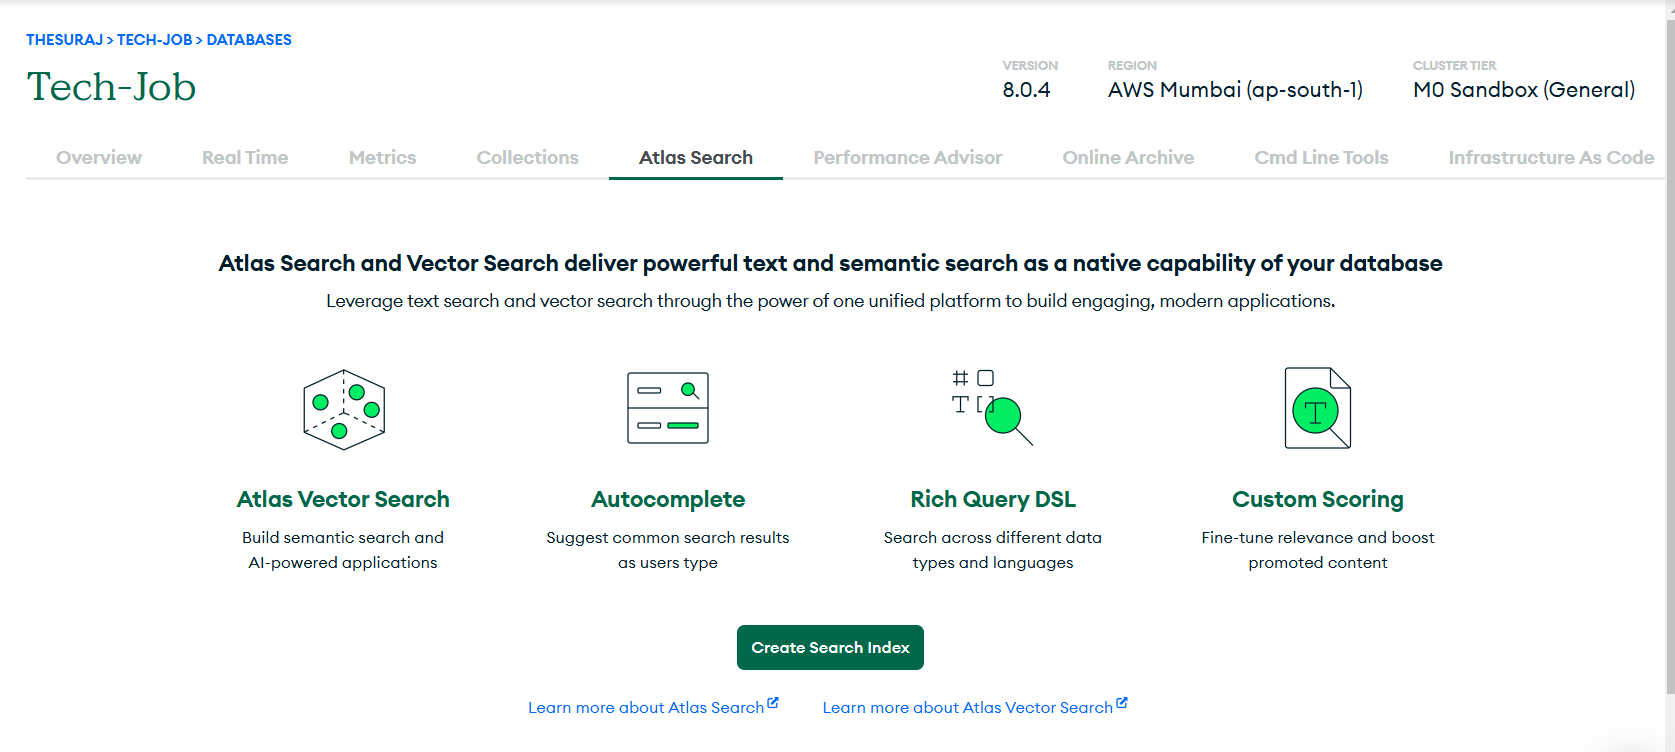 THESURAJ > TECH-JOB > DATABASES
Tech-Job
VERSION
8.0.4
REGION
AWS Mumbai (ap-south-1)
CLUSTER TIER
M0 Sandbox (General)
Overview Real Time Metrics Collections Atlas Search Performance Advisor Online Archive Cmd Line Tools Infrastructure As Code
Atlas Search and Vector Search deliver powerful text and semantic search as a native capability of your database
Leverage text search and vector search through the power of one unified platform to build engaging, modern applications.
Atlas Vector Search
Build semantic search and
AI-powered applications
Autocomplete
Suggest common search results
as users type
Rich Query DSL
Search across different data
types and languages
Custom Scoring
Fine-tune relevance and boost
promoted content
Create Search Index
Learn more about Atlas Search Learn more about Atlas Vector Search